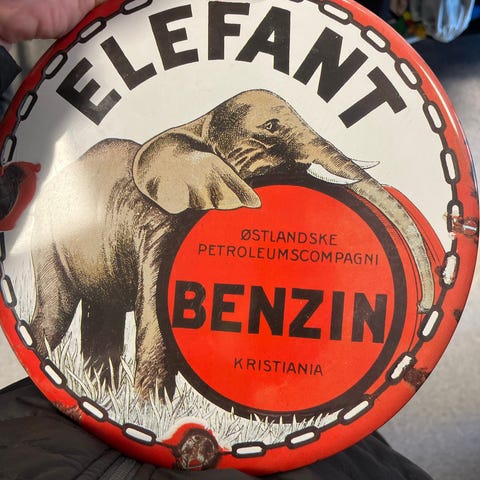 ELEFANT
ØSTLANDSKE
PETROLEUMSCOMPAGNI
BENZIN
KRISTIANIA